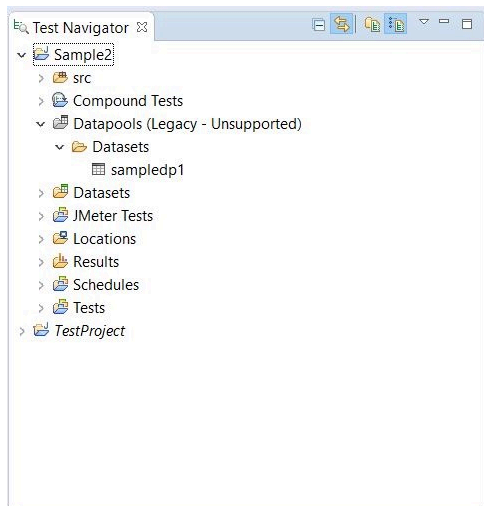 Test Navigator
Sample2
src
Compound Tests
Datapools (Legacy - Unsupported)
Datasets
sampledp1
Datasets
JMeter Tests
Locations
Results
Schedules
Tests
TestProject